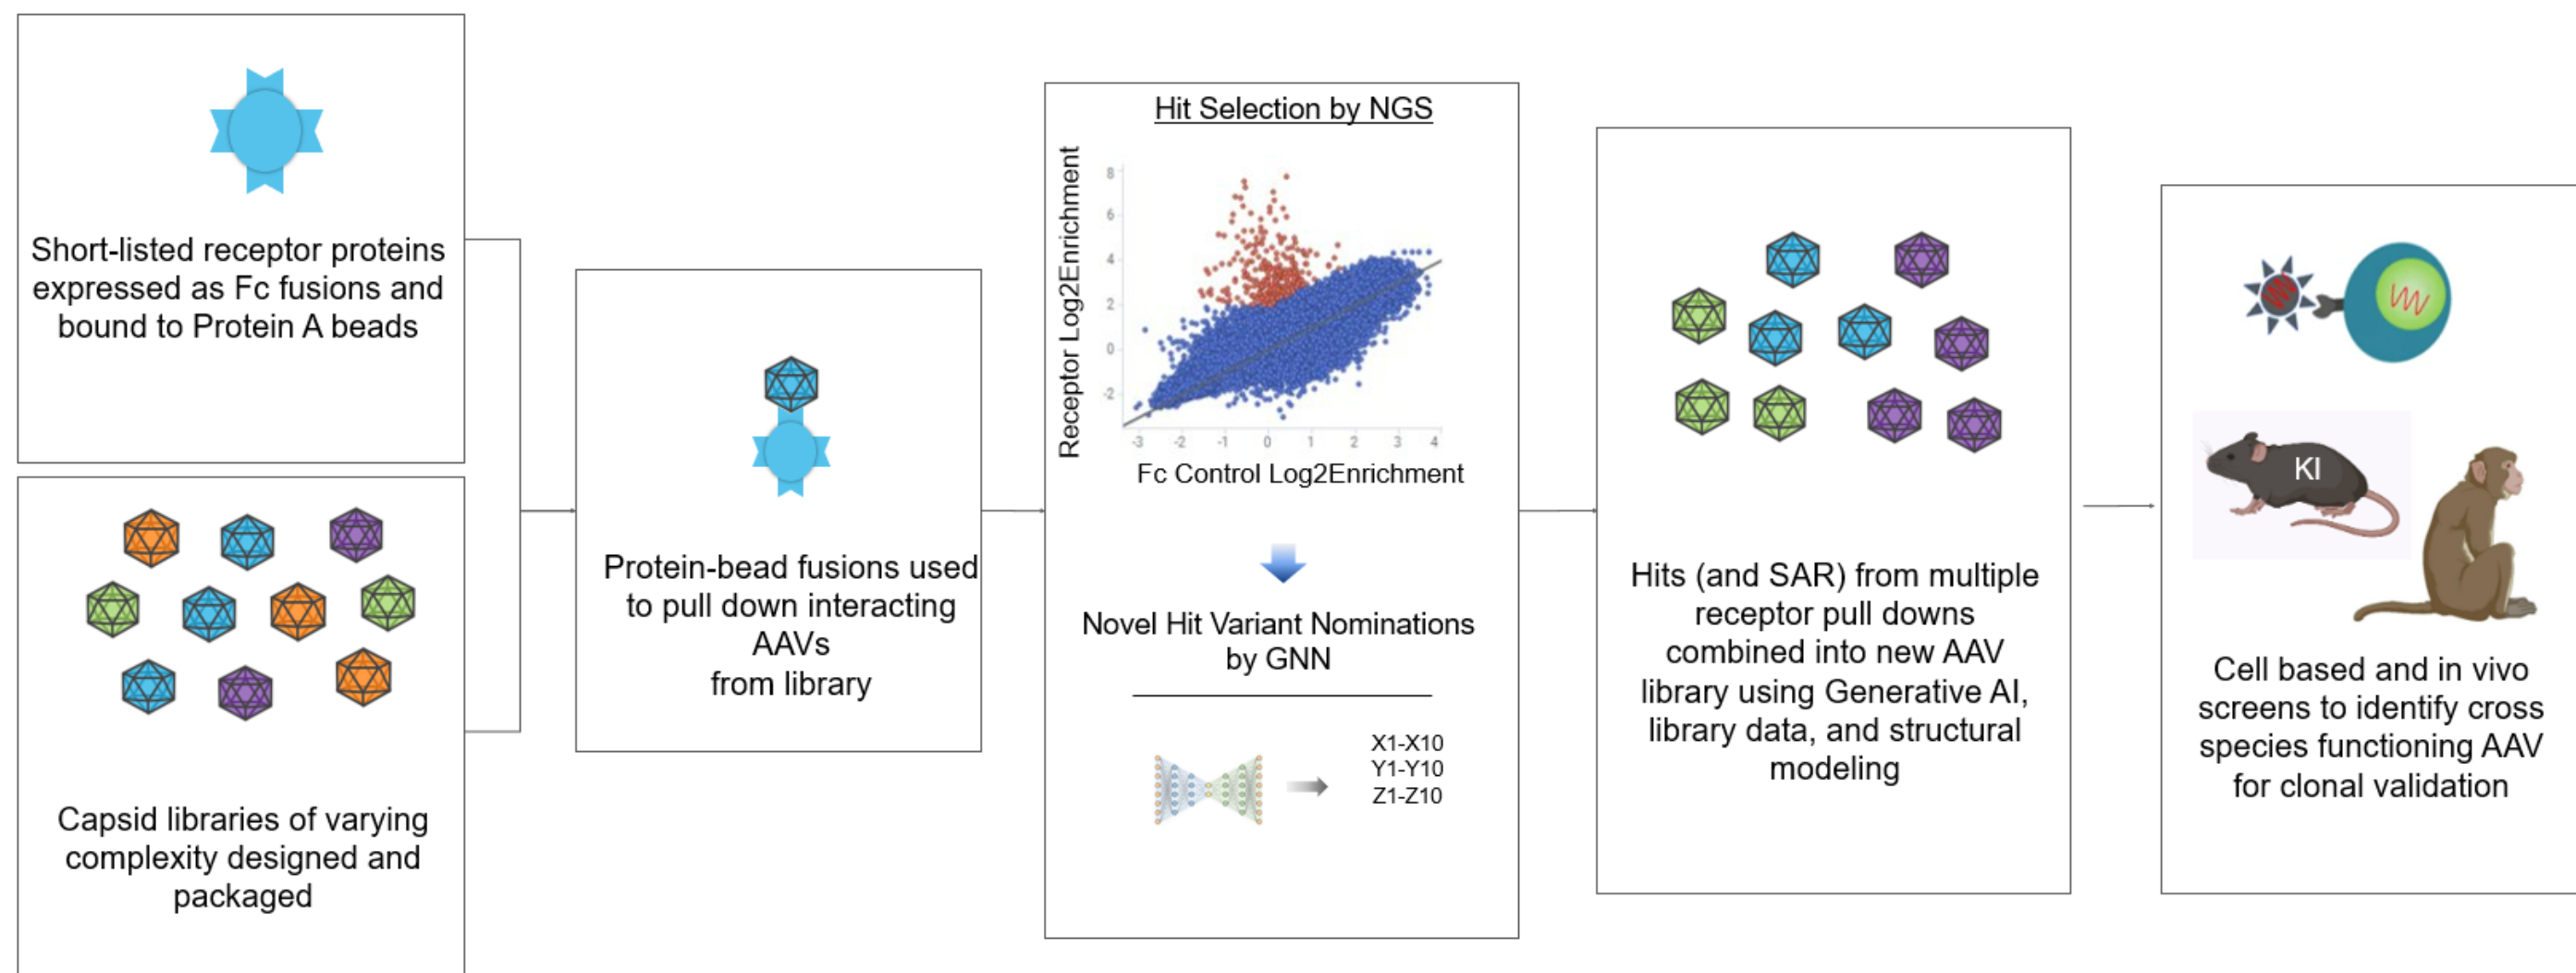 Short-listed receptor proteins
expressed as Fc fusions and
bound to Protein A beads
Capsid libraries of varying
complexity designed and
packaged
Protein-bead fusions used
to pull down interacting
AAVs
from library
Hit Selection by NGS
Receptor Log2Enrichment
8
6
4
2
0
-2
-3 -2 -1 0 1 2 3 4
Fc Control Log2Enrichment
Novel Hit Variant Nominations
by GNN
X1-X10
Y1-Y10
Z1-Z10
Hits (and SAR) from multiple
receptor pull downs
combined into new AAV
library using Generative AI,
library data, and structural
modeling
KI
Cell based and in vivo
screens to identify cross
species functioning AAV
for clonal validation